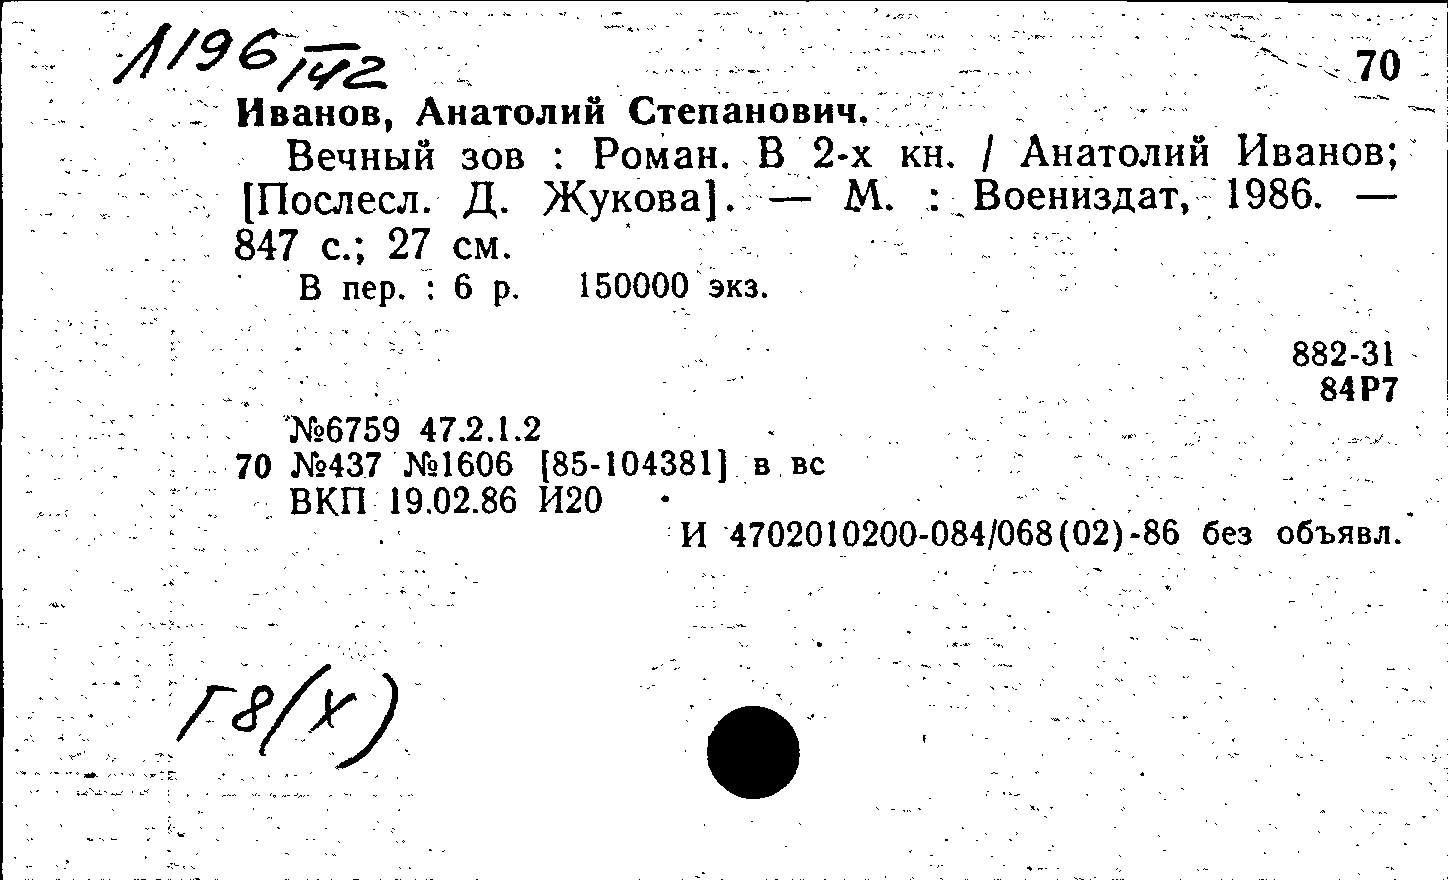 Л196/142
70
Иванов, Анатолий Степанович.
Вечный зов : Роман. В 2-х кн. / Анатолий Иванов;
[Послесл. Д. Жукова]. — М. : Воениздат, 1986. —
847 с.; 27 см.
В пер. : 6 р. 150000 экз.
882-31
84Р7
№6759 47.2.1.2
70 №437 №1606 [85-104381] в вс
ВКП 19.02.86 И20
И 4702010200-084/068(02)-86 без объявл.
Г8(х)